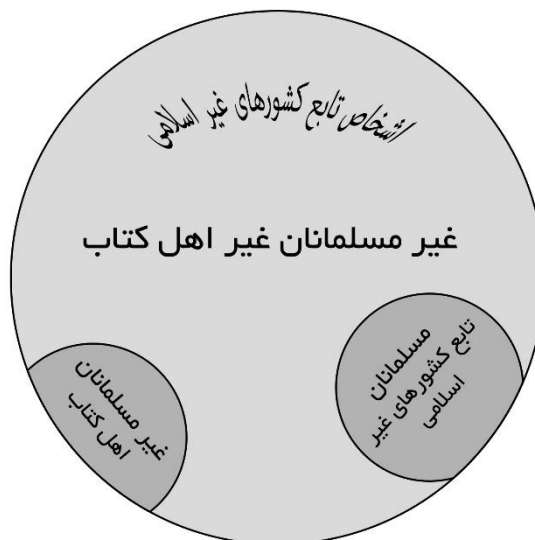 اشخاص تابع کشورهای غیر اسلامی
غیر مسلمانان غیر اهل کتاب
مسلمانان
تابع کشورهای غیر
اسلامی
غیر مسلمانان
اهل کتاب